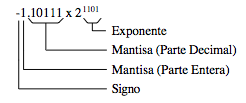 -1.10111 x 2^1101
Exponente
Mantisa (Parte Decimal)
Mantisa (Parte Entera)
Signo